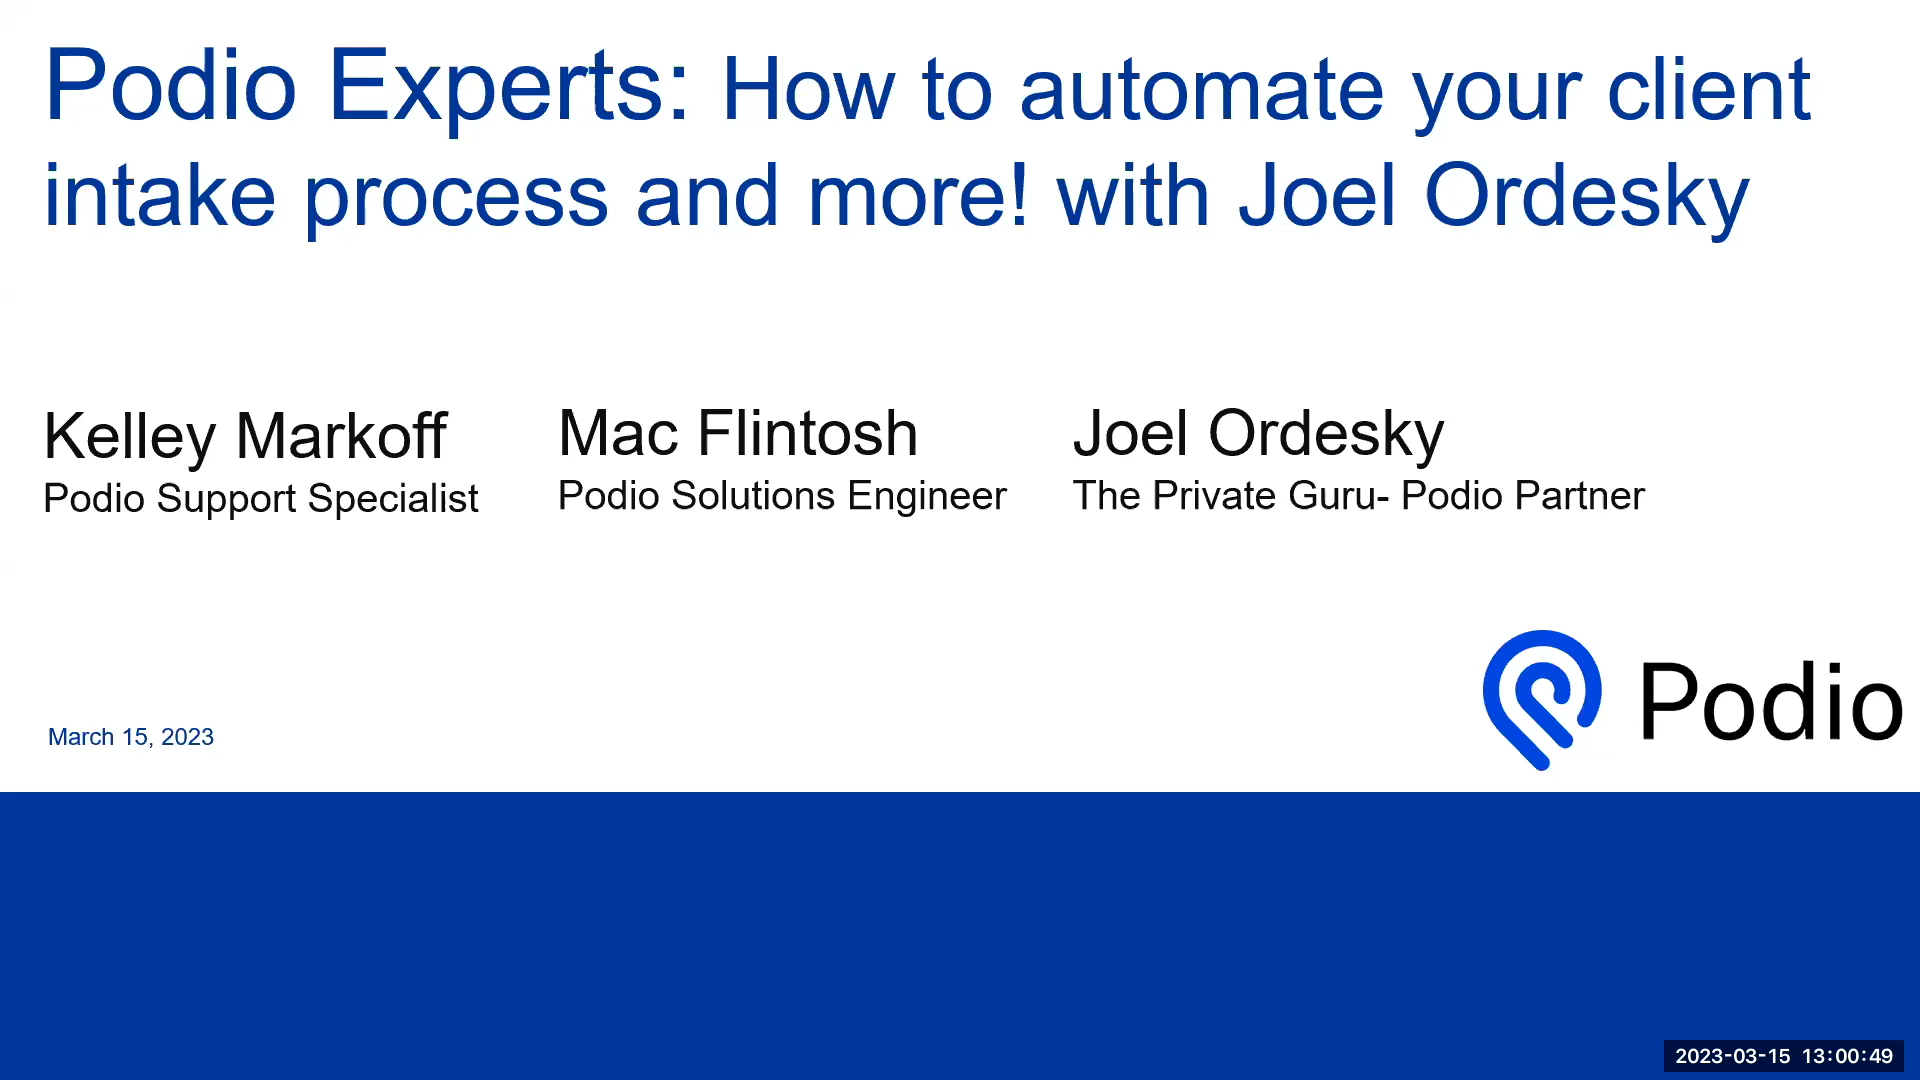 Podio Experts: How to automate your client
intake process and more! with Joel Ordesky
Kelley Markoff
Podio Support Specialist
Mac Flintosh
Podio Solutions Engineer
Joel Ordesky
The Private Guru- Podio Partner
March 15, 2023
Podio
2023-03-15 13:00:49